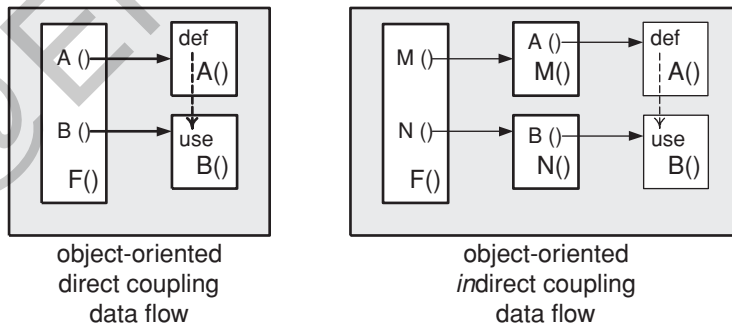 A ()
def
A()
B ()
use
B()
F()
object-oriented
direct coupling
data flow
M ()
A ()
M()
def
A()
N ()
B ()
N()
use
B()
F()
object-oriented
indirect coupling
data flow